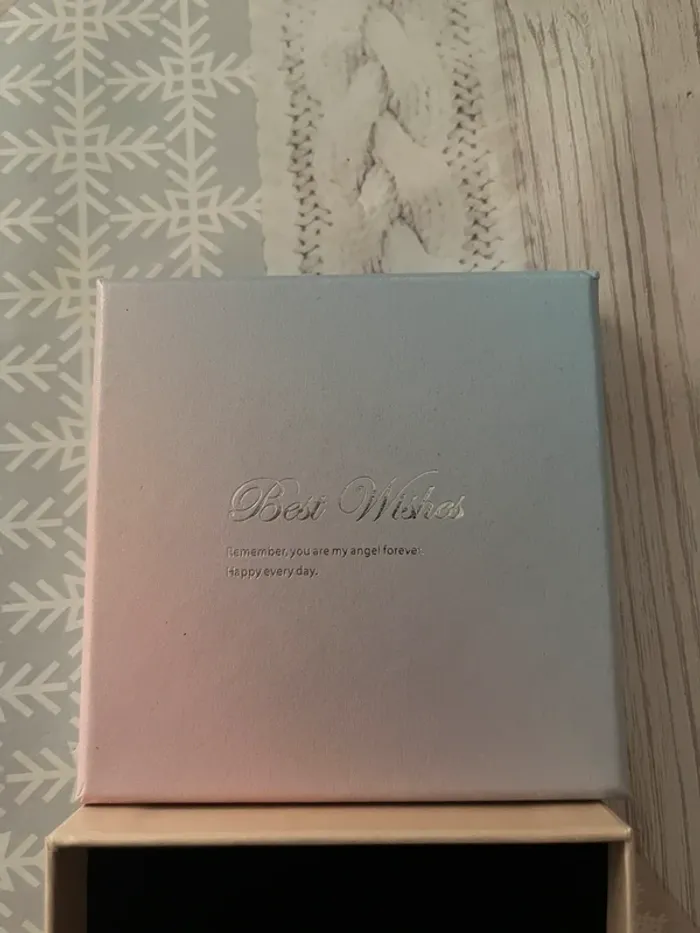 Best Wishes
Remember, you are my angel forever.
Happy every day.